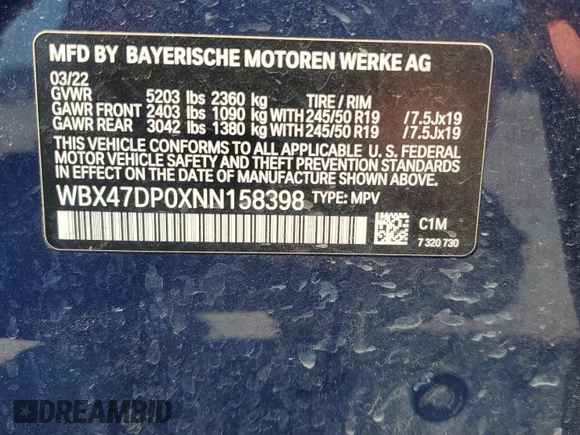 MFD BY BAYERISCHE MOTOREN WERKE AG
03/22
GVWR 5203 lbs 2360 kg TIRE / RIM
GAWR FRONT 2403 lbs 1090 kg WITH 245/50 R19 /7.5Jx19
GAWR REAR 3042 lbs 1380 kg WITH 245/50 R19 /7.5Jx19
THIS VEHICLE CONFORMS TO ALL APPLICABLE U. S. FEDERAL
MOTOR VEHICLE SAFETY AND THEFT PREVENTION STANDARDS
IN EFFECT ON THE DATE OF MANUFACTURE SHOWN ABOVE.
WBX47DP0XNN158398 TYPE: MPV
C1M
7 320 730
DREAMBID